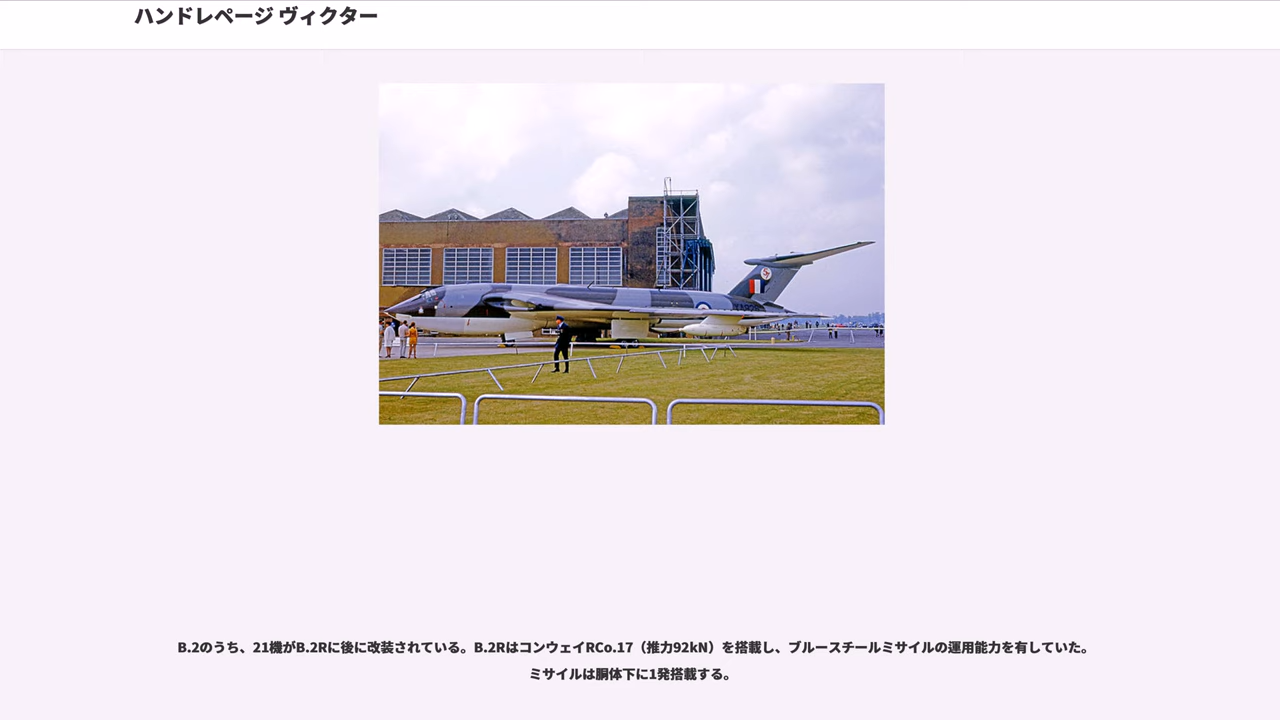 ハンドレページ ヴィクター
B.2のうち、21機がB.2Rに後に改装されている。B.2RはコンウェイRCo.17（推力92kN）を搭載し、ブルースチールミサイルの運用能力を有していた。
ミサイルは胴体下に1発搭載する。